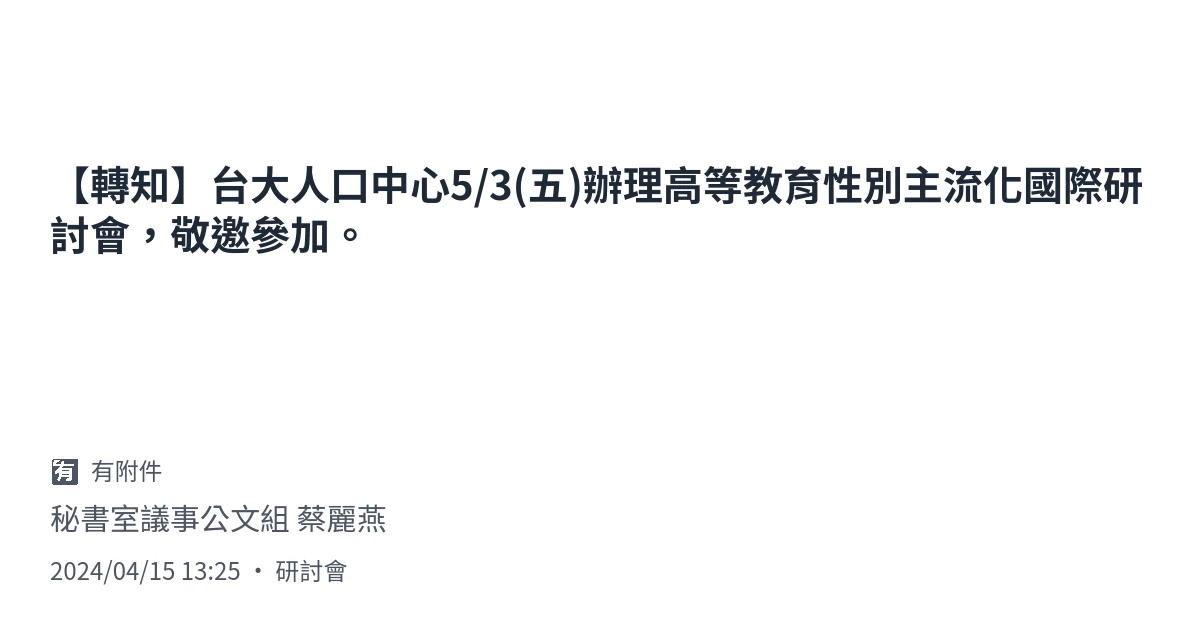 【轉知】台大人口中心5/3(五)辦理高等教育性別主流化國際研
討會，敬邀參加。
有 有附件
秘書室議事公文組 蔡麗燕
2024/04/15 13:25 • 研討會